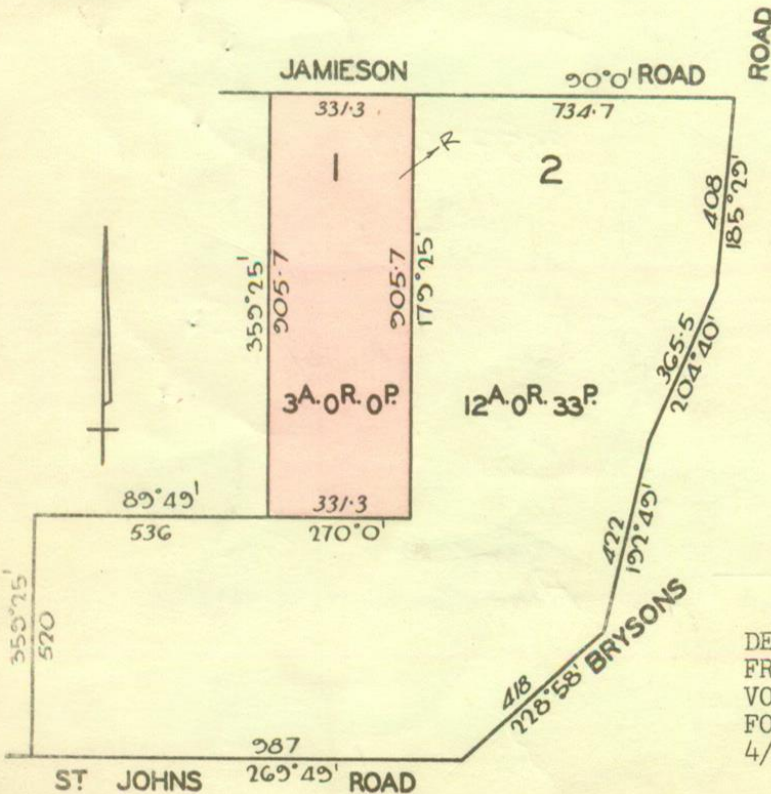 ROAD
JAMIESON 90°0' ROAD
331.3
734.7
1
R
2
408
185°29'
359°25'
905.7
905.7
179°25'
365.5
204°40'
3A. 0R. 0P.
12A. 0R. 33P.
89°49'
536
331.3
270°0'
422
192°49'
359°25'
520
418
228°58'
BRYSONS
987
269°49'
ST JOHNS ROAD
DE
FR
VO
FO
4/